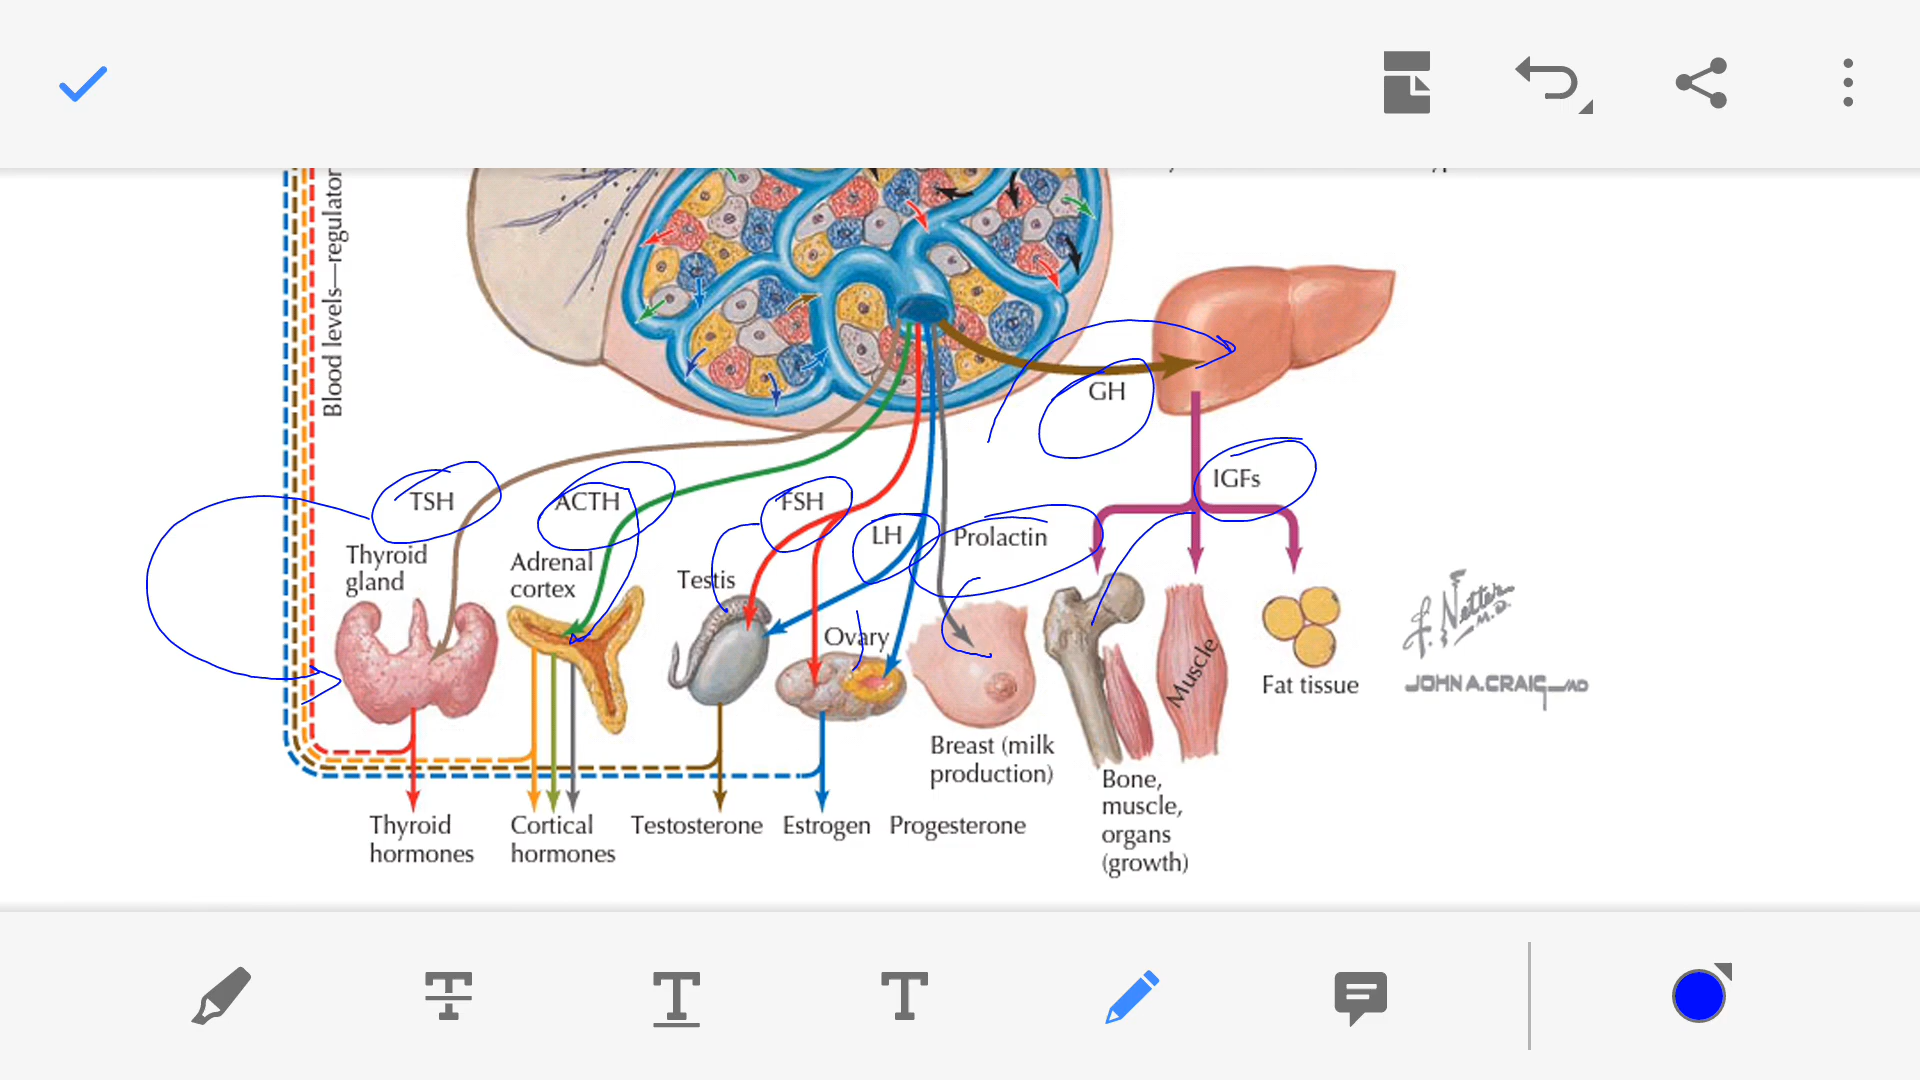 Blood levels—regulator
GH
IGFs
TSH
ACTH
FSH
LH
Prolactin
Thyroid
gland
Adrenal
cortex
Testis
Ovary
Muscle
Fat tissue
F. Netter
M.D.
JOHN A. CRAIG—MD
Breast (milk
production)
Bone,
muscle,
organs
(growth)
Thyroid
hormones
Cortical
hormones
Testosterone
Estrogen
Progesterone